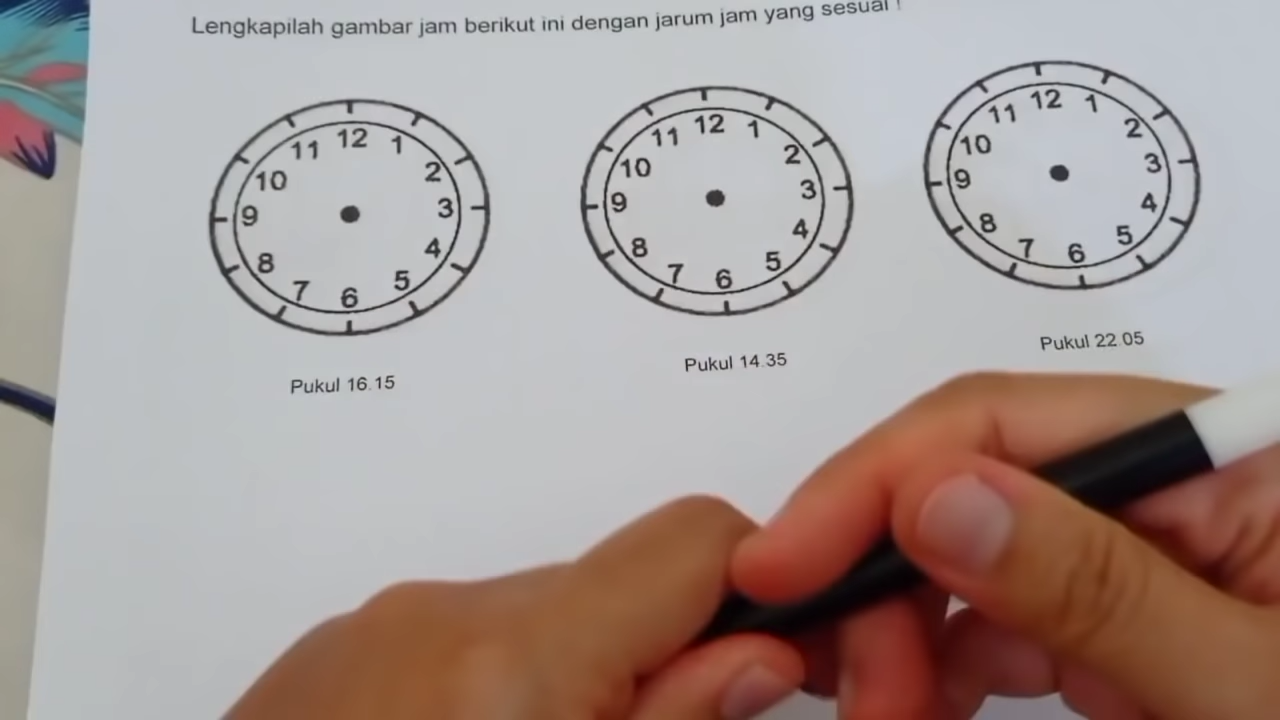 Lengkapilah gambar jam berikut ini dengan jarum jam yang sesuai !
12 1 2 3 4 5 6 7 8 9 10 11
12 1 2 3 4 5 6 7 8 9 10 11
12 1 2 3 4 5 6 7 8 9 10 11
Pukul 16.15
Pukul 14.35
Pukul 22.05